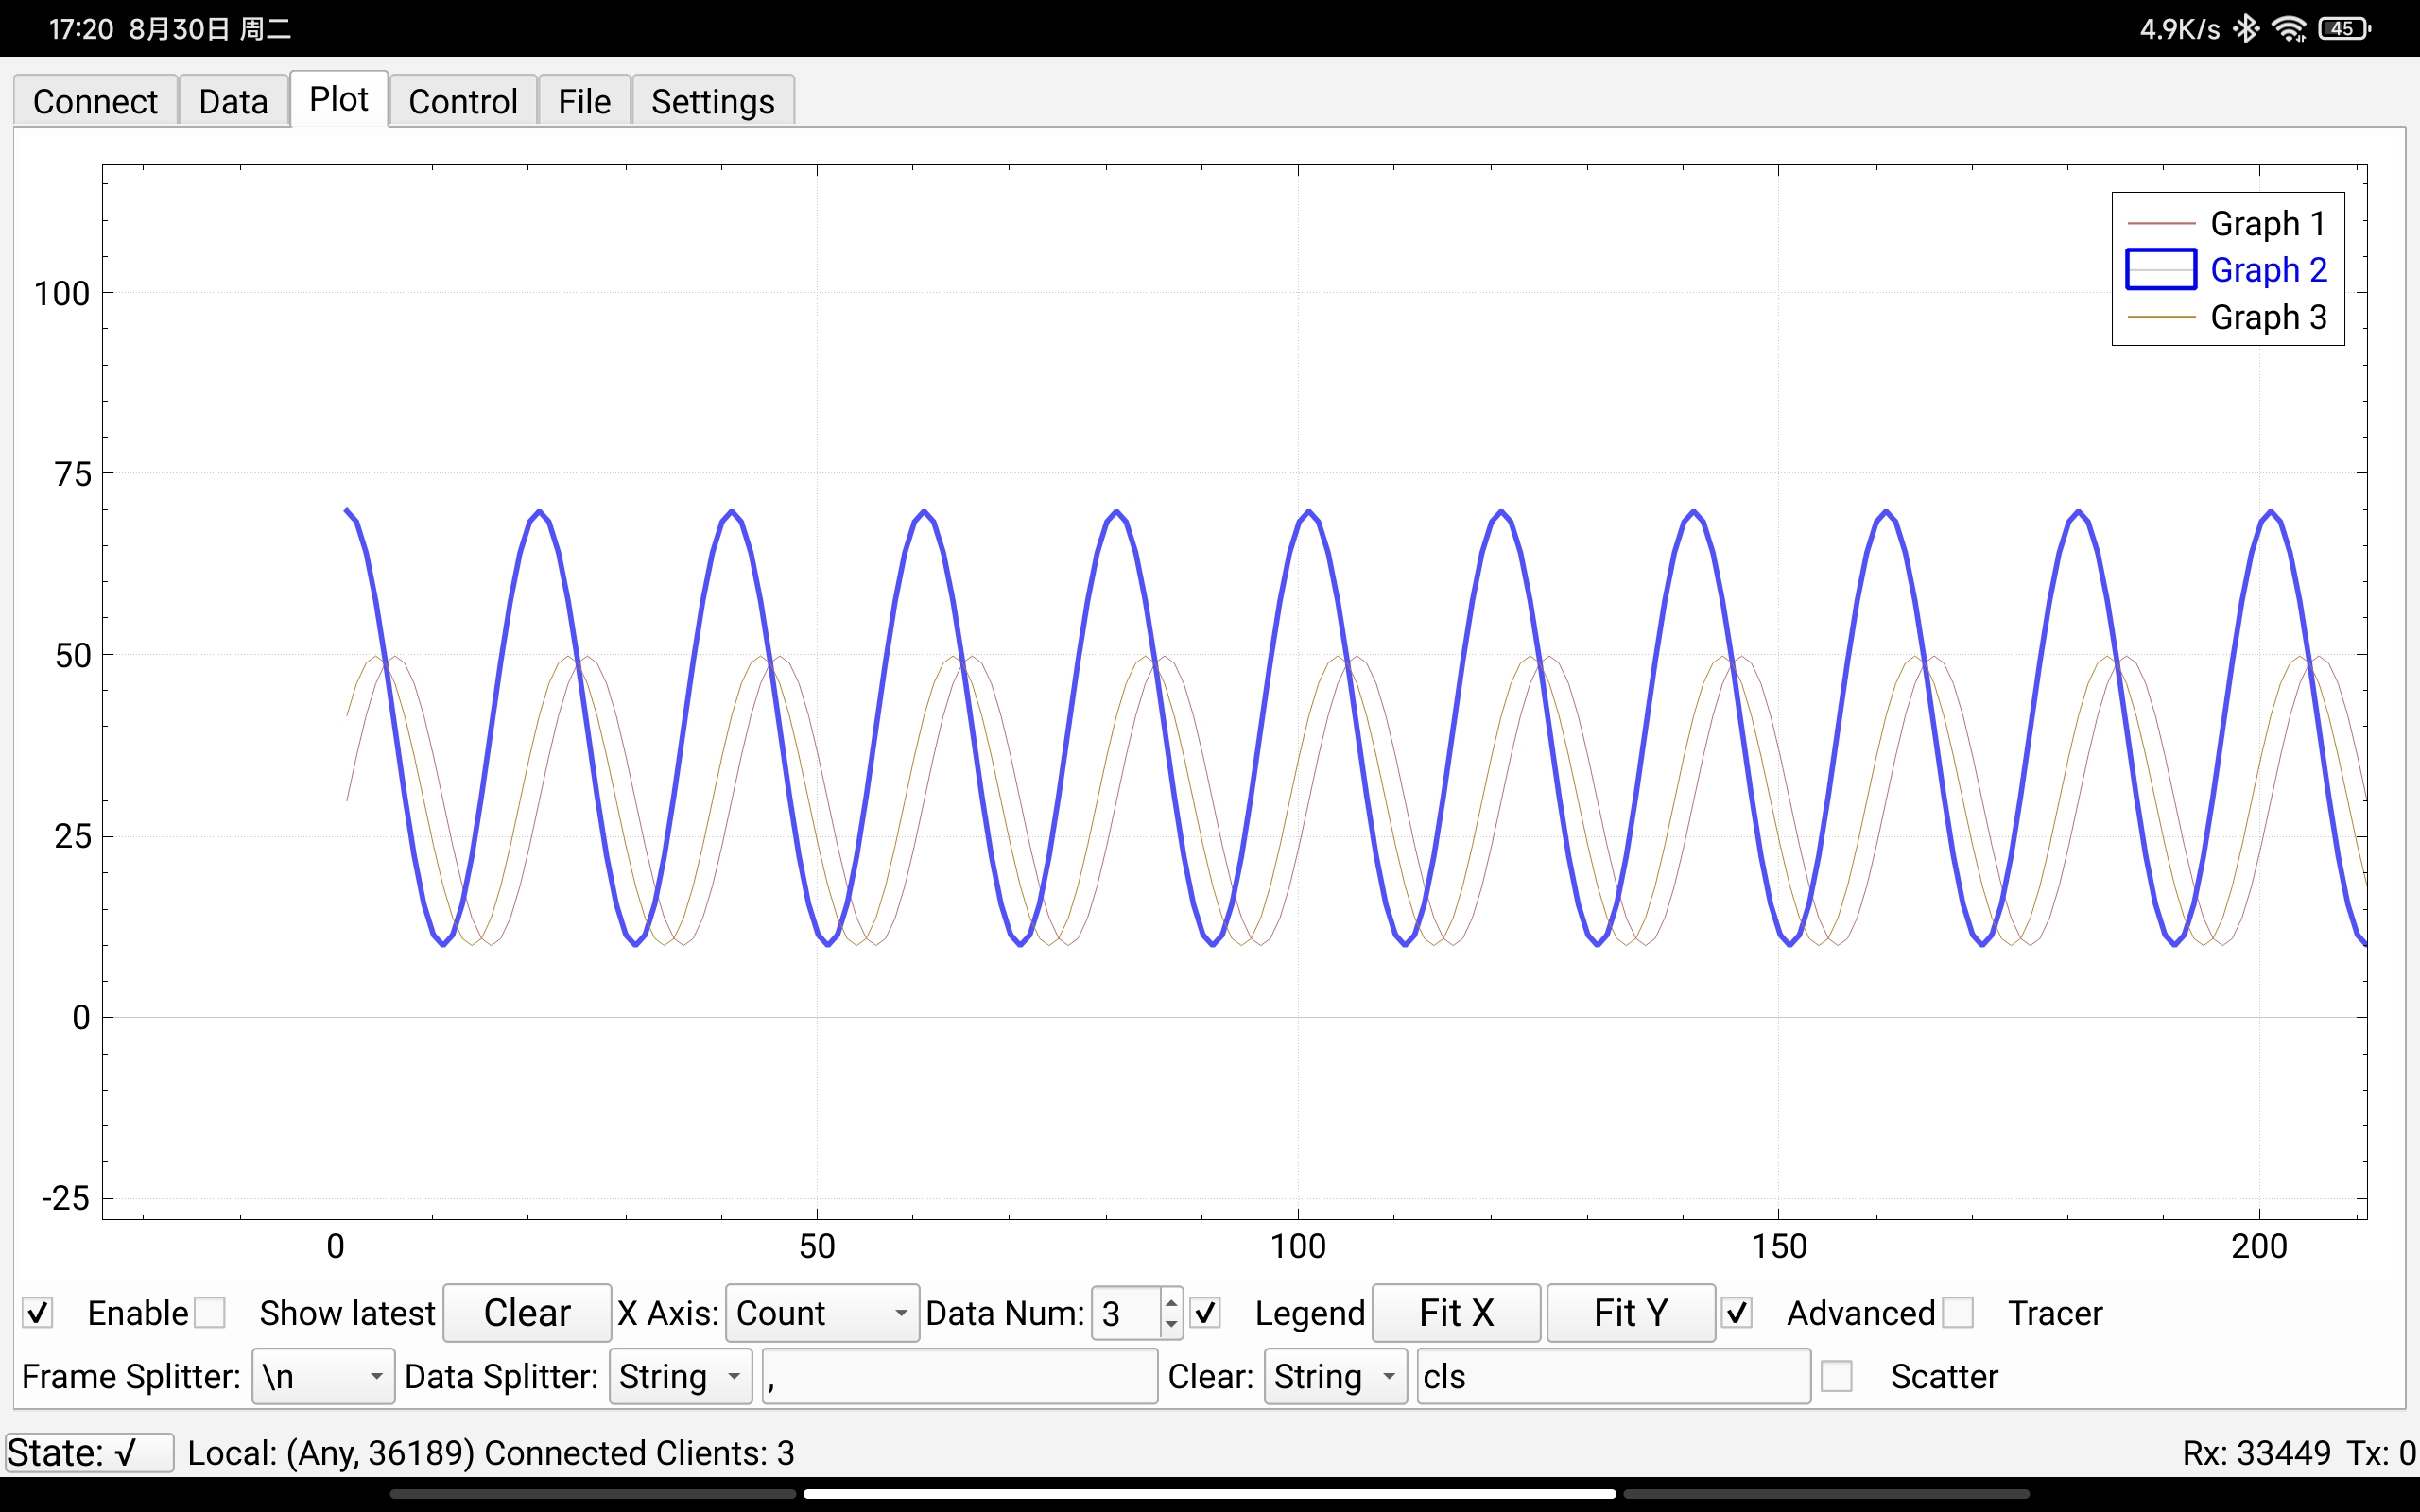 17:20 8月30日 周二
4.9K/s 45
Connect Data Plot Control File Settings
Graph 1
Graph 2
Graph 3
100
75
50
25
0
-25
0 50 100 150 200
Enable Show latest Clear X Axis: Count Data Num: 3 Legend Fit X Fit Y Advanced Tracer
Frame Splitter: \n Data Splitter: String , Clear: String cls Scatter
State: √ Local: (Any, 36189) Connected Clients: 3 Rx: 33449 Tx: 0